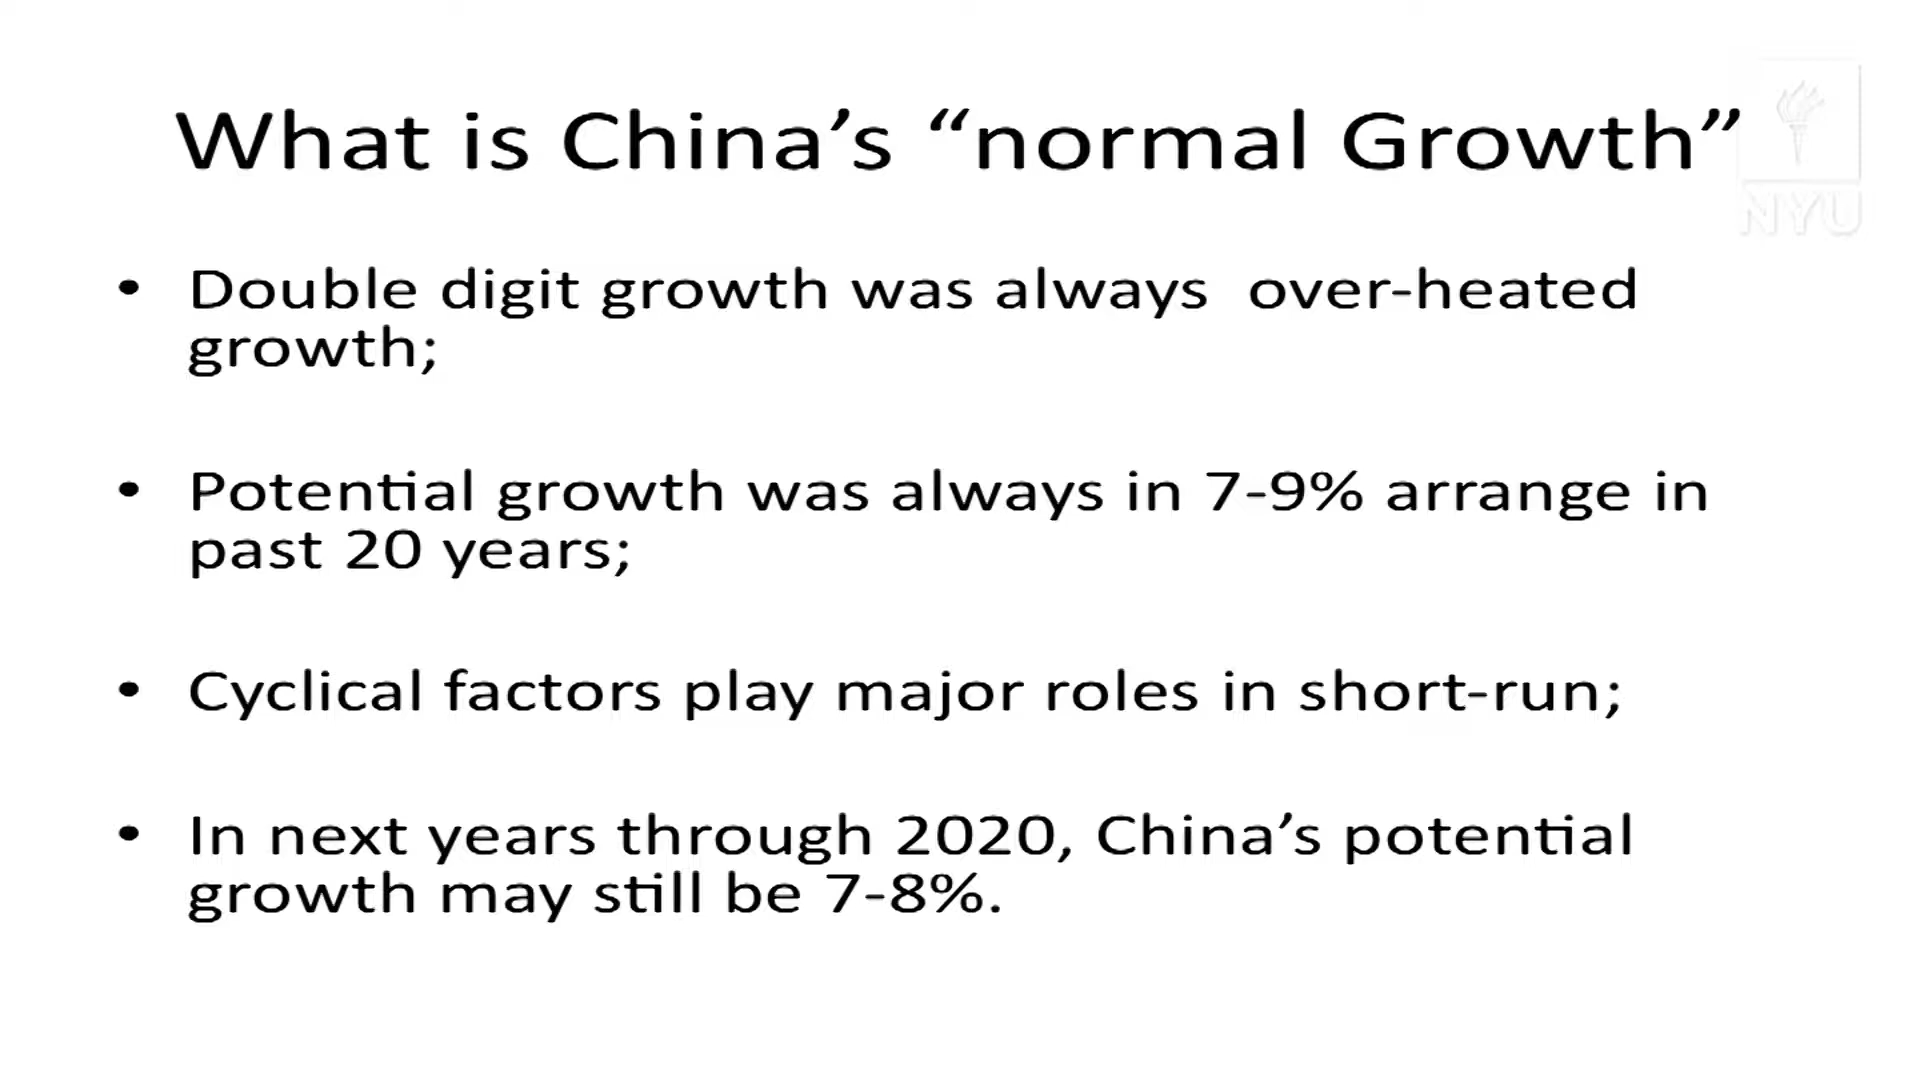 What is China’s “normal Growth”
NYU
• Double digit growth was always over-heated
growth;
• Potential growth was always in 7-9% arrange in
past 20 years;
• Cyclical factors play major roles in short-run;
• In next years through 2020, China’s potential
growth may still be 7-8%.